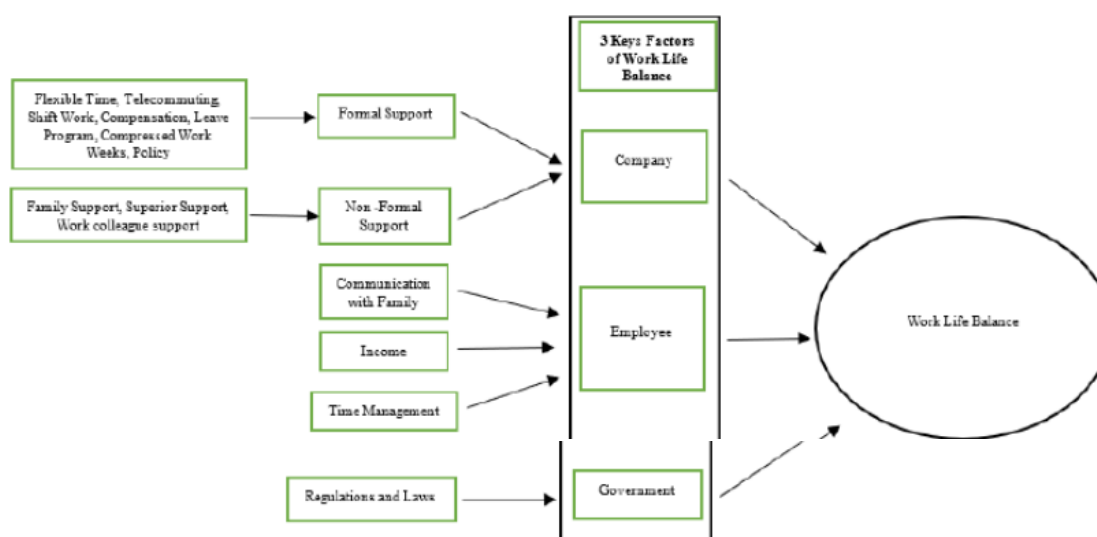 3 Keys Factors
of Work Life
Balance
Flexible Time, Telecommuting,
Shift Work, Compensation, Leave
Program, Compressed Work
Weeks, Policy
Formal Support
Company
Family Support, Superior Support,
Work colleague support
Non -Formal
Support
Communication
with Family
Income
Time Management
Employee
Work Life Balance
Regulations and Laws
Government